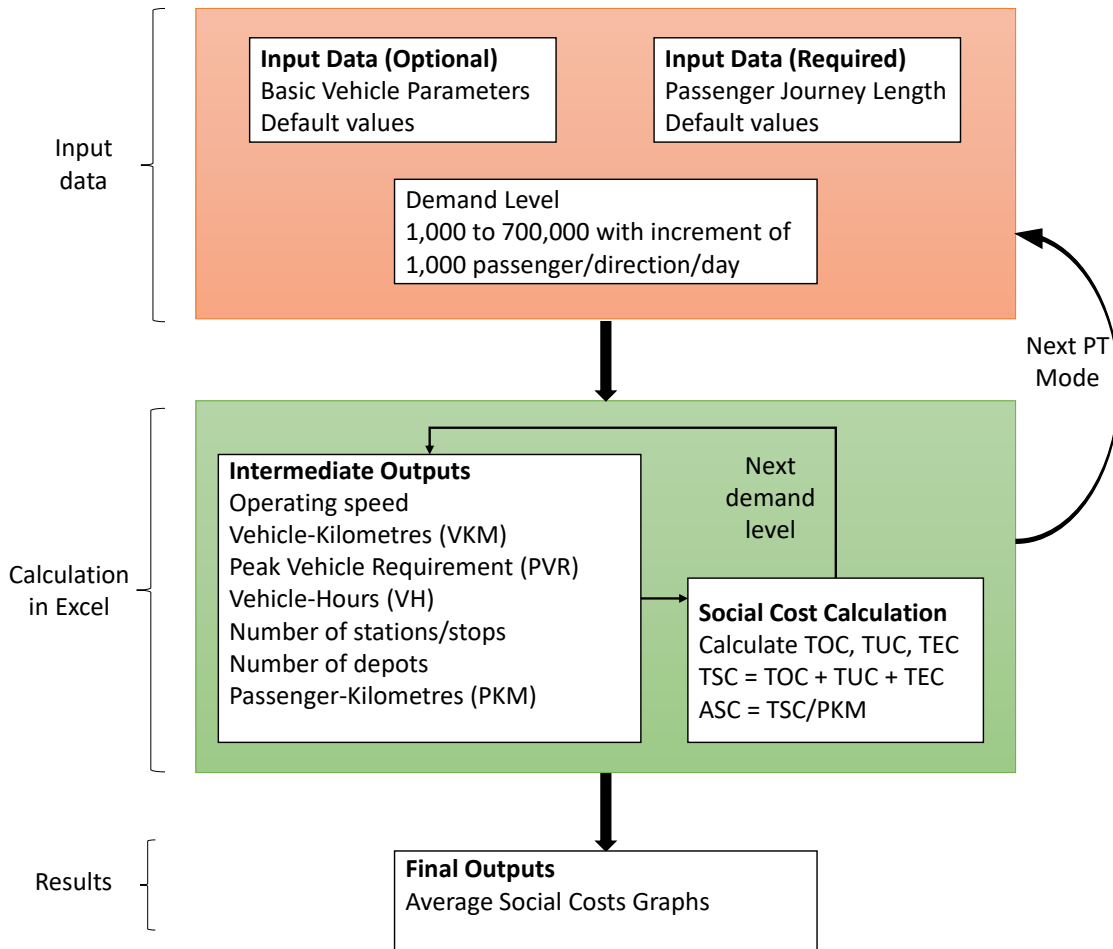 Input Data (Optional)
Basic Vehicle Parameters
Default values
Input Data (Required)
Passenger Journey Length
Default values
Input
data
Demand Level
1,000 to 700,000 with increment of
1,000 passenger/direction/day
Next PT
Mode
Calculation
in Excel
Intermediate Outputs
Operating speed
Vehicle-Kilometres (VKM)
Peak Vehicle Requirement (PVR)
Vehicle-Hours (VH)
Number of stations/stops
Number of depots
Passenger-Kilometres (PKM)
Next
demand
level
Social Cost Calculation
Calculate TOC, TUC, TEC
TSC = TOC + TUC + TEC
ASC = TSC/PKM
Results
Final Outputs
Average Social Costs Graphs